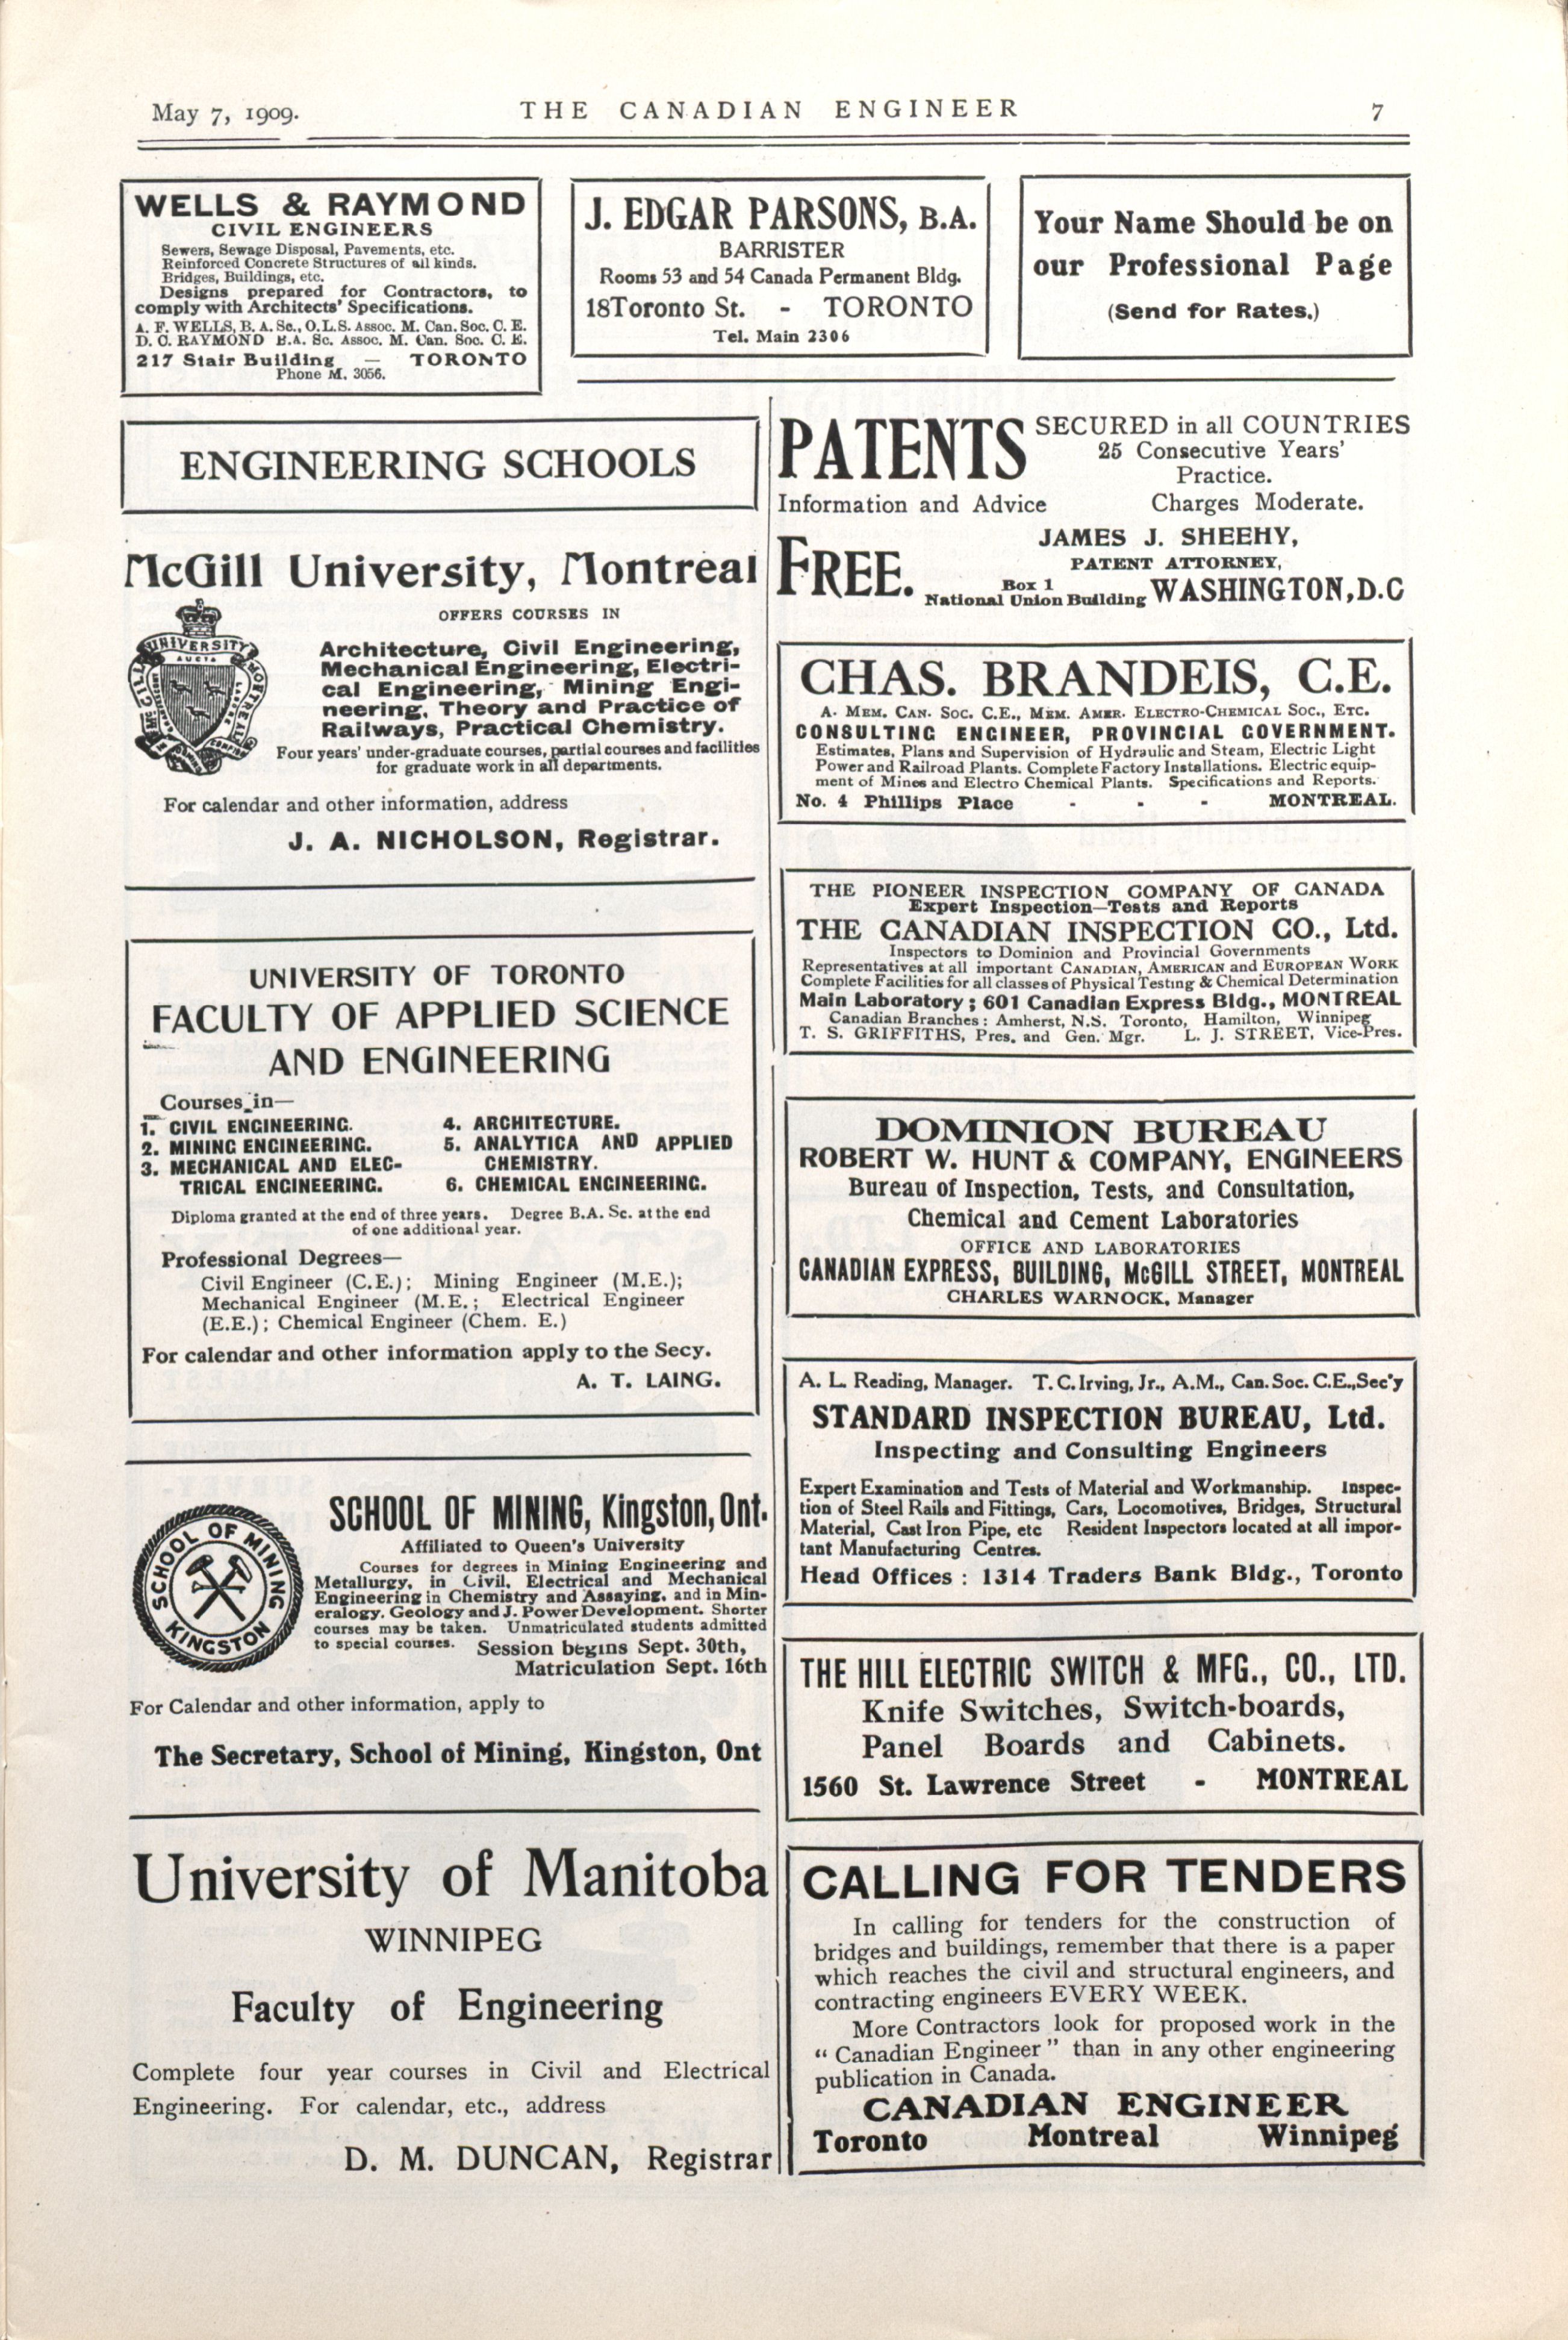 May 7, 1909.
THE CANADIAN ENGINEER
7
WELLS & RAYMOND
CIVIL ENGINEERS
Sewers, Sewage Disposal, Pavements, etc.
Reinforced Concrete Structures of all kinds.
Bridges, Buildings, etc.
Designs prepared for Contractors, to
comply with Architects' Specifications.
A. F. WELLS, B. A. Sc., O.L.S. Assoc. M. Can. Soc. C. E.
D. C. RAYMOND B.A. Sc. Assoc. M. Can. Soc. C. E.
217 Stair Building — TORONTO
Phone M. 3056.
J. EDGAR PARSONS, B.A.
BARRISTER
Rooms 53 and 54 Canada Permanent Bldg.
18Toronto St. - TORONTO
Tel. Main 2306
Your Name Should be on
our Professional Page
(Send for Rates.)
ENGINEERING SCHOOLS
McGill University, Montreal
OFFERS COURSES IN
Architecture, Civil Engineering,
Mechanical Engineering, Electri-
cal Engineering, Mining Engi-
neering, Theory and Practice of
Railways, Practical Chemistry.
Four years' under-graduate courses, partial courses and facilities
for graduate work in all departments.
For calendar and other information, address
J. A. NICHOLSON, Registrar.
UNIVERSITY OF TORONTO
FACULTY OF APPLIED SCIENCE
AND ENGINEERING
Courses in—
1. CIVIL ENGINEERING.
2. MINING ENGINEERING.
3. MECHANICAL AND ELEC-
TRICAL ENGINEERING.
4. ARCHITECTURE.
5. ANALYTICA AND APPLIED
CHEMISTRY.
6. CHEMICAL ENGINEERING.
Diploma granted at the end of three years. Degree B.A. Sc. at the end
of one additional year.
Professional Degrees—
Civil Engineer (C.E.); Mining Engineer (M.E.);
Mechanical Engineer (M.E.; Electrical Engineer
(E.E.); Chemical Engineer (Chem. E.)
For calendar and other information apply to the Secy.
A. T. LAING.
SCHOOL OF MINING
KINGSTON
SCHOOL OF MINING, Kingston, Ont.
Affiliated to Queen's University
Courses for degrees in Mining Engineering and
Metallurgy, in Civil, Electrical and Mechanical
Engineering in Chemistry and Assaying, and in Min-
eralogy. Geology and J. Power Development. Shorter
courses may be taken. Unmatriculated students admitted
to special courses. Session begins Sept. 30th,
Matriculation Sept. 16th
For Calendar and other information, apply to
The Secretary, School of Mining, Kingston, Ont
University of Manitoba
WINNIPEG
Faculty of Engineering
Complete four year courses in Civil and Electrical
Engineering. For calendar, etc., address
D. M. DUNCAN, Registrar
PATENTS SECURED in all COUNTRIES
25 Consecutive Years'
Practice.
Information and Advice Charges Moderate.
FREE.
JAMES J. SHEEHY,
PATENT ATTORNEY,
Box 1
National Union Building WASHINGTON, D.C
CHAS. BRANDEIS, C.E.
A. MEM. CAN. SOC. C.E., MEM. AMER. ELECTRO-CHEMICAL SOC., ETC.
CONSULTING ENGINEER, PROVINCIAL GOVERNMENT.
Estimates, Plans and Supervision of Hydraulic and Steam, Electric Light
Power and Railroad Plants. Complete Factory Installations. Electric equip-
ment of Mines and Electro Chemical Plants. Specifications and Reports.
No. 4 Phillips Place - - - MONTREAL.
THE PIONEER INSPECTION COMPANY OF CANADA
Expert Inspection—Tests and Reports
THE CANADIAN INSPECTION CO., Ltd.
Inspectors to Dominion and Provincial Governments
Representatives at all important CANADIAN, AMERICAN and EUROPEAN WORK
Complete Facilities for all classes of Physical Testing & Chemical Determination
Main Laboratory ; 601 Canadian Express Bldg., MONTREAL
Canadian Branches : Amherst, N.S. Toronto, Hamilton, Winnipeg
T. S. GRIFFITHS, Pres. and Gen. Mgr. L. J. STREET, Vice-Pres.
DOMINION BUREAU
ROBERT W. HUNT & COMPANY, ENGINEERS
Bureau of Inspection, Tests, and Consultation,
Chemical and Cement Laboratories
OFFICE AND LABORATORIES
CANADIAN EXPRESS, BUILDING, McGILL STREET, MONTREAL
CHARLES WARNOCK, Manager
A. L. Reading, Manager. T. C. Irving, Jr., A.M., Can. Soc. C.E., Sec'y
STANDARD INSPECTION BUREAU, Ltd.
Inspecting and Consulting Engineers
Expert Examination and Tests of Material and Workmanship. Inspec-
tion of Steel Rails and Fittings, Cars, Locomotives, Bridges, Structural
Material, Cast Iron Pipe, etc Resident Inspectors located at all impor-
tant Manufacturing Centres.
Head Offices : 1314 Traders Bank Bldg., Toronto
THE HILL ELECTRIC SWITCH & MFG., CO., LTD.
Knife Switches, Switch-boards,
Panel Boards and Cabinets.
1560 St. Lawrence Street - MONTREAL
CALLING FOR TENDERS
In calling for tenders for the construction of
bridges and buildings, remember that there is a paper
which reaches the civil and structural engineers, and
contracting engineers EVERY WEEK.
More Contractors look for proposed work in the
“ Canadian Engineer ” than in any other engineering
publication in Canada.
CANADIAN ENGINEER
Toronto Montreal Winnipeg